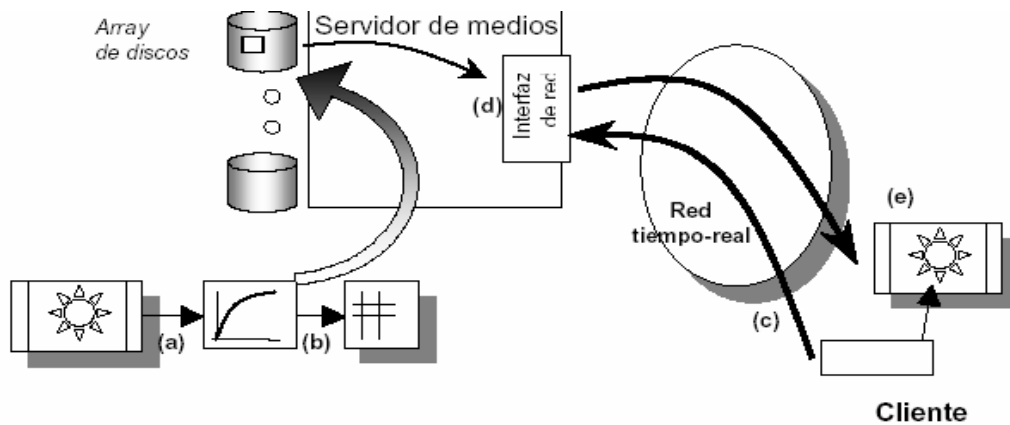 Array
de discos
Servidor de medios
(d)
Interfaz
de red
Red
tiempo-real
(e)
(a)
(b)
(c)
Cliente